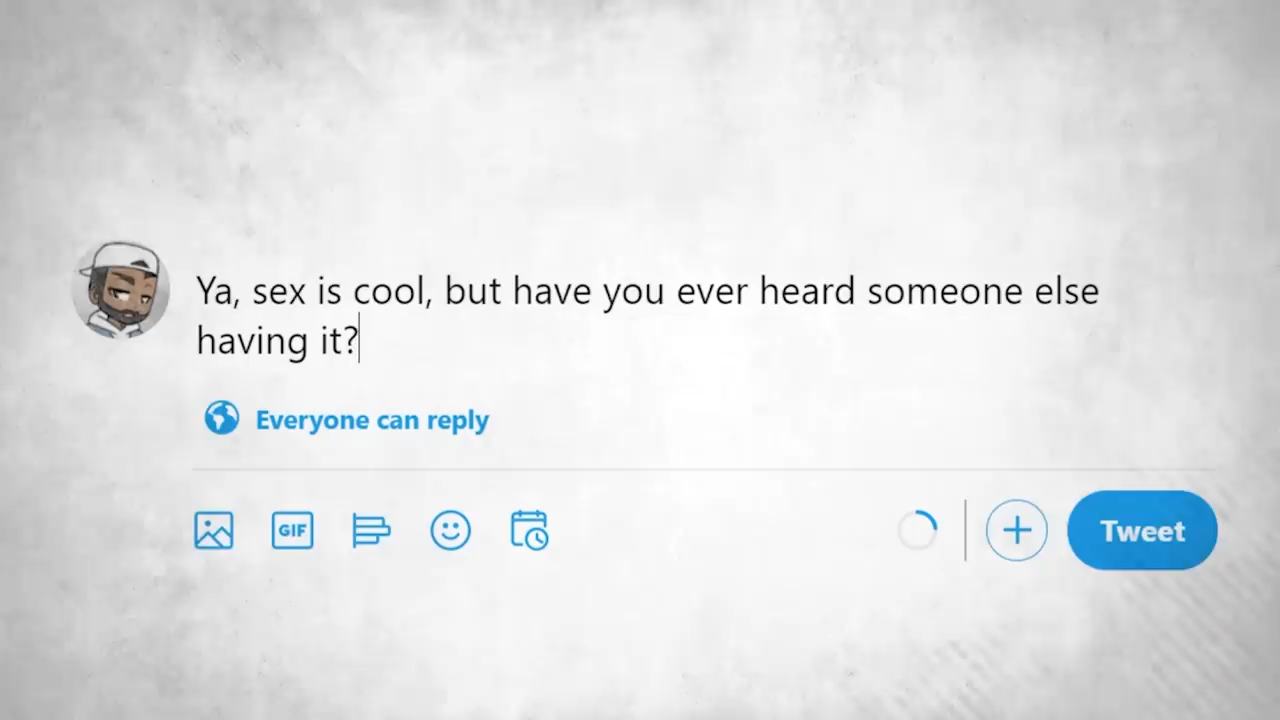 Ya, sex is cool, but have you ever heard someone else
having it?
Everyone can reply
GIF
Tweet